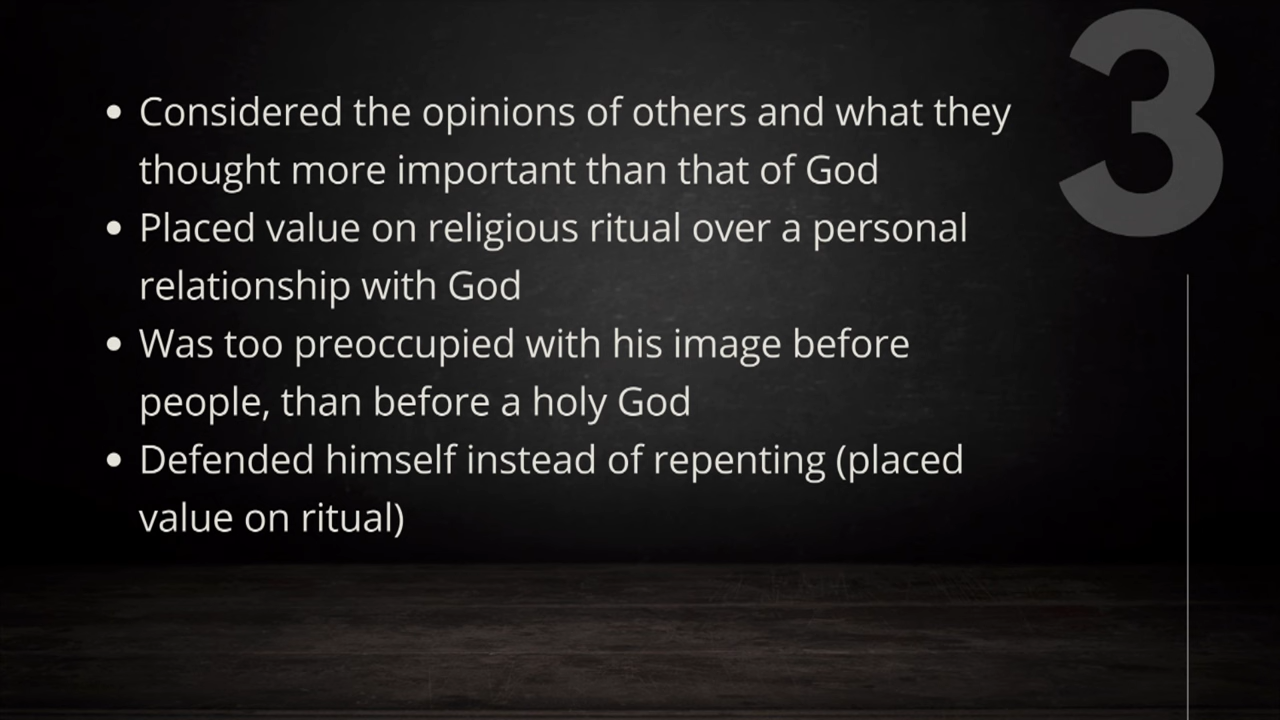 3
• Considered the opinions of others and what they
thought more important than that of God
• Placed value on religious ritual over a personal
relationship with God
• Was too preoccupied with his image before
people, than before a holy God
• Defended himself instead of repenting (placed
value on ritual)